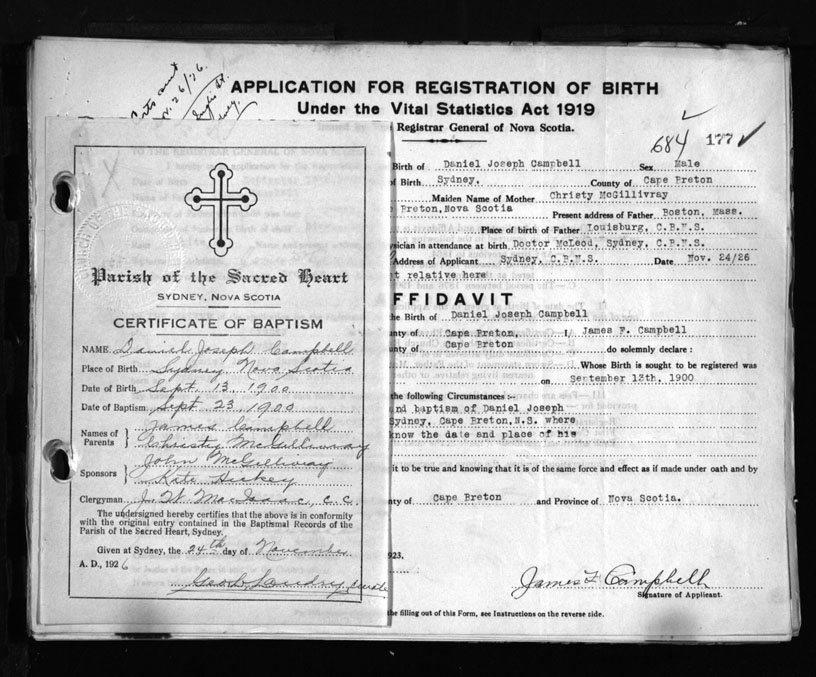 APPLICATION FOR REGISTRATION OF BIRTH
Under the Vital Statistics Act 1919
Registrar General of Nova Scotia.
684 177
Birth of Daniel Joseph Campbell Sex Male
of Birth Sydney, County of Cape Breton
Maiden Name of Mother Christy McGillivray
Breton, Nova Scotia Present address of Father Boston, Mass.
Place of birth of Father Louisburg, C.B.N.S.
ysician in attendance at birth Doctor McLeod, Sydney, C.B.N.S.
Address of Applicant Sydney, C.B.N.S. Date Nov. 24/26
t relative here
FFIDAVIT
the Birth of Daniel Joseph Campbell
nty of Cape Breton, I, James F. Campbell
nty of Cape Breton do solemnly declare :
Whose Birth is sought to be registered was
on September 13th, 1900
the following Circumstances :-
nd baptism of Daniel Joseph
Sydney, Cape Breton, N.S. where
know the date and place of his
it to be true and knowing that it is of the same force and effect as if made under oath and by
ty of Cape Breton and Province of Nova Scotia.
1923.
James F Campbell
Signature of Applicant.
the filling out of this Form, see Instructions on the reverse side.
Parish of the Sacred Heart
SYDNEY, NOVA SCOTIA
CERTIFICATE OF BAPTISM
NAME Daniel Joseph Campbell
Place of Birth Sydney Nova Scotia
Date of Birth Sept. 13 1900
Date of Baptism Sept 23 1900
Names of Parents } James Campbell
Christy McGillivray
Sponsors } John McGillivray
Kate Hickey
Clergyman J. W. MacIsaac, C.C.
The undersigned hereby certifies that the above is in conformity
with the original entry contained in the Baptismal Records of the
Parish of the Sacred Heart, Sydney.
Given at Sydney, the 24th day of November
A. D., 1926